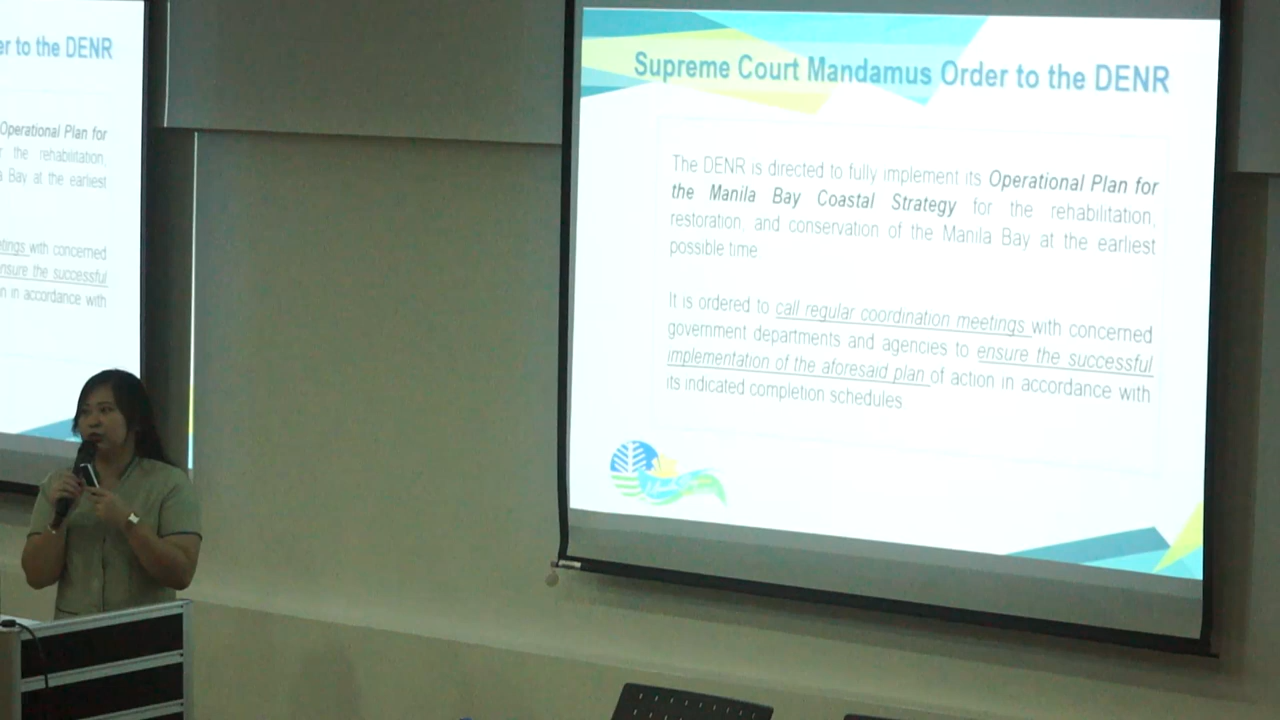 er to the DENR
Operational Plan for
r the rehabilitation,
a Bay at the earliest
etings with concerned
nsure the successful
n in accordance with
Supreme Court Mandamus Order to the DENR
The DENR is directed to fully implement its Operational Plan for
the Manila Bay Coastal Strategy for the rehabilitation,
restoration, and conservation of the Manila Bay at the earliest
possible time
It is ordered to call regular coordination meetings with concerned
government departments and agencies to ensure the successful
implementation of the aforesaid plan of action in accordance with
its indicated completion schedules